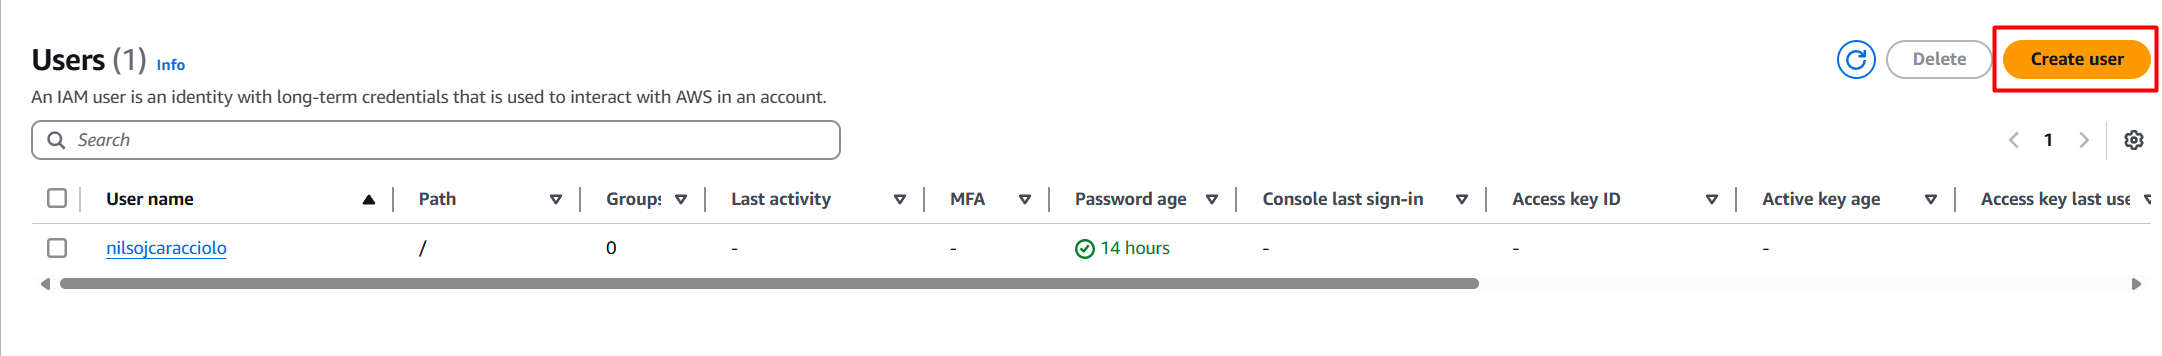 Users (1) Info
Delete
Create user
An IAM user is an identity with long-term credentials that is used to interact with AWS in an account.
Search
1
User name Path Groups Last activity MFA Password age Console last sign-in Access key ID Active key age Access key last use
nilsojcaracciolo / 0 - - 14 hours - - -